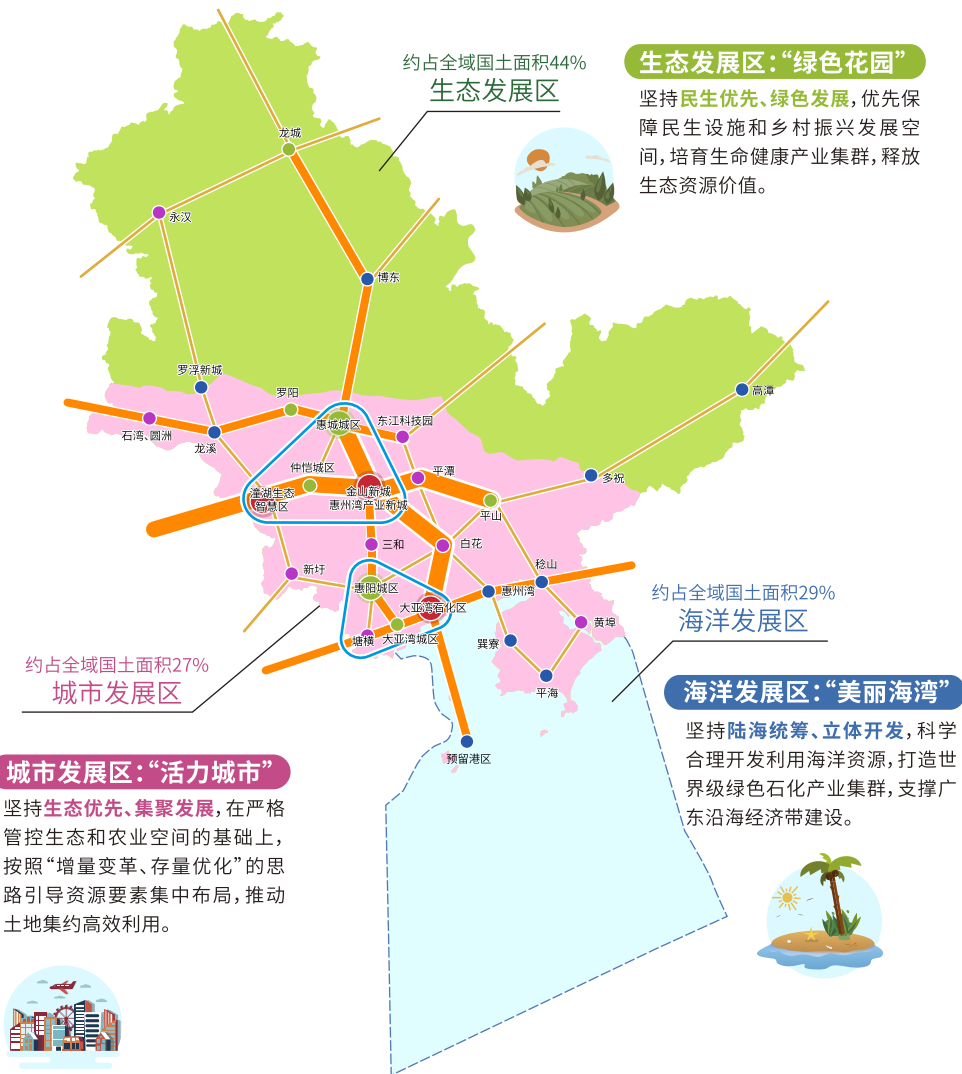 约占全域国土面积44%
生态发展区
生态发展区：“绿色花园”
坚持民生优先、绿色发展，优先保
障民生设施和乡村振兴发展空
间，培育生命健康产业集群，释放
生态资源价值。
龙城
永汉
博东
罗浮新城
罗阳
高潭
石湾、圆洲
龙溪
惠城城区
东江科技园
仲恺城区
平潭
多祝
潼湖生态
智慧区
金山新城
惠州湾产业新城
平山
三和
白花
新圩
惠阳城区
稔山
惠州湾
大亚湾石化区
黄埠
塘横
大亚湾城区
巽寮
平海
预留港区
约占全域国土面积29%
海洋发展区
约占全域国土面积27%
城市发展区
海洋发展区：“美丽海湾”
坚持陆海统筹、立体开发，科学
合理开发利用海洋资源，打造世
界级绿色石化产业集群，支撑广
东沿海经济带建设。
城市发展区：“活力城市”
坚持生态优先、集聚发展，在严格
管控生态和农业空间的基础上，
按照“增量变革、存量优化”的思
路引导资源要素集中布局，推动
土地集约高效利用。